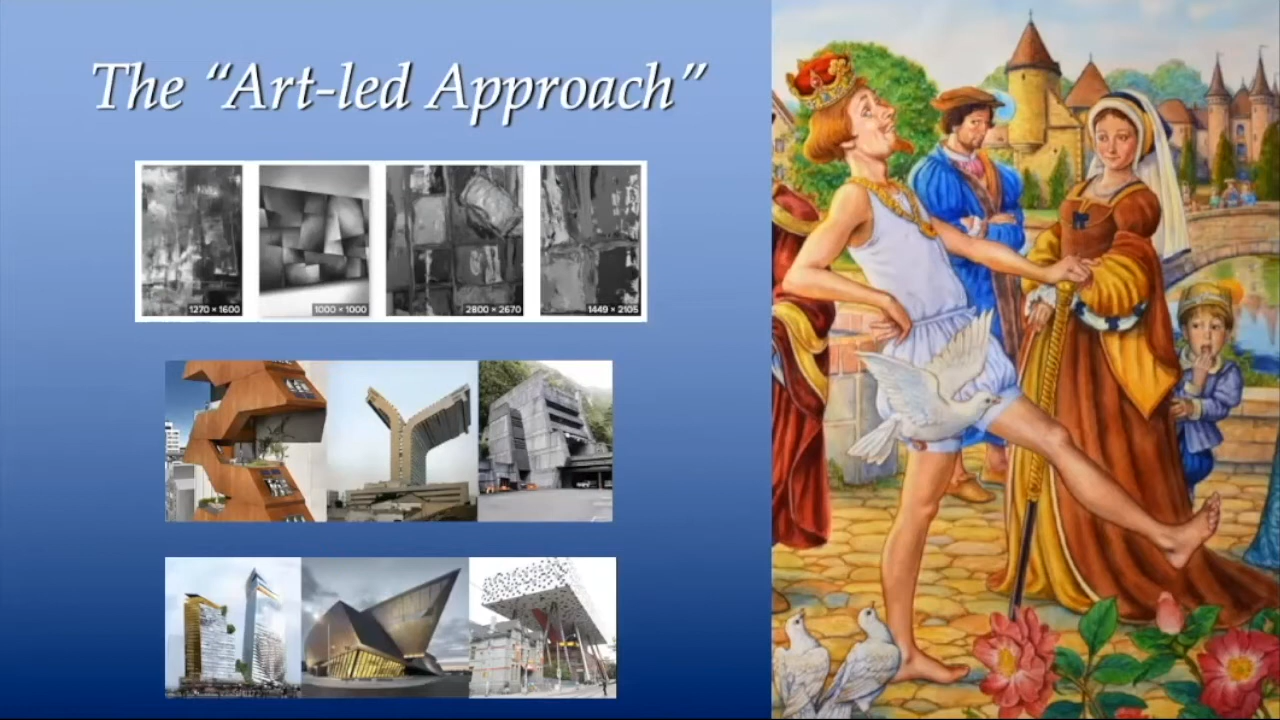 The “Art-led Approach”
1270 × 1600
1000 × 1000
2800 × 2670
1449 × 2105